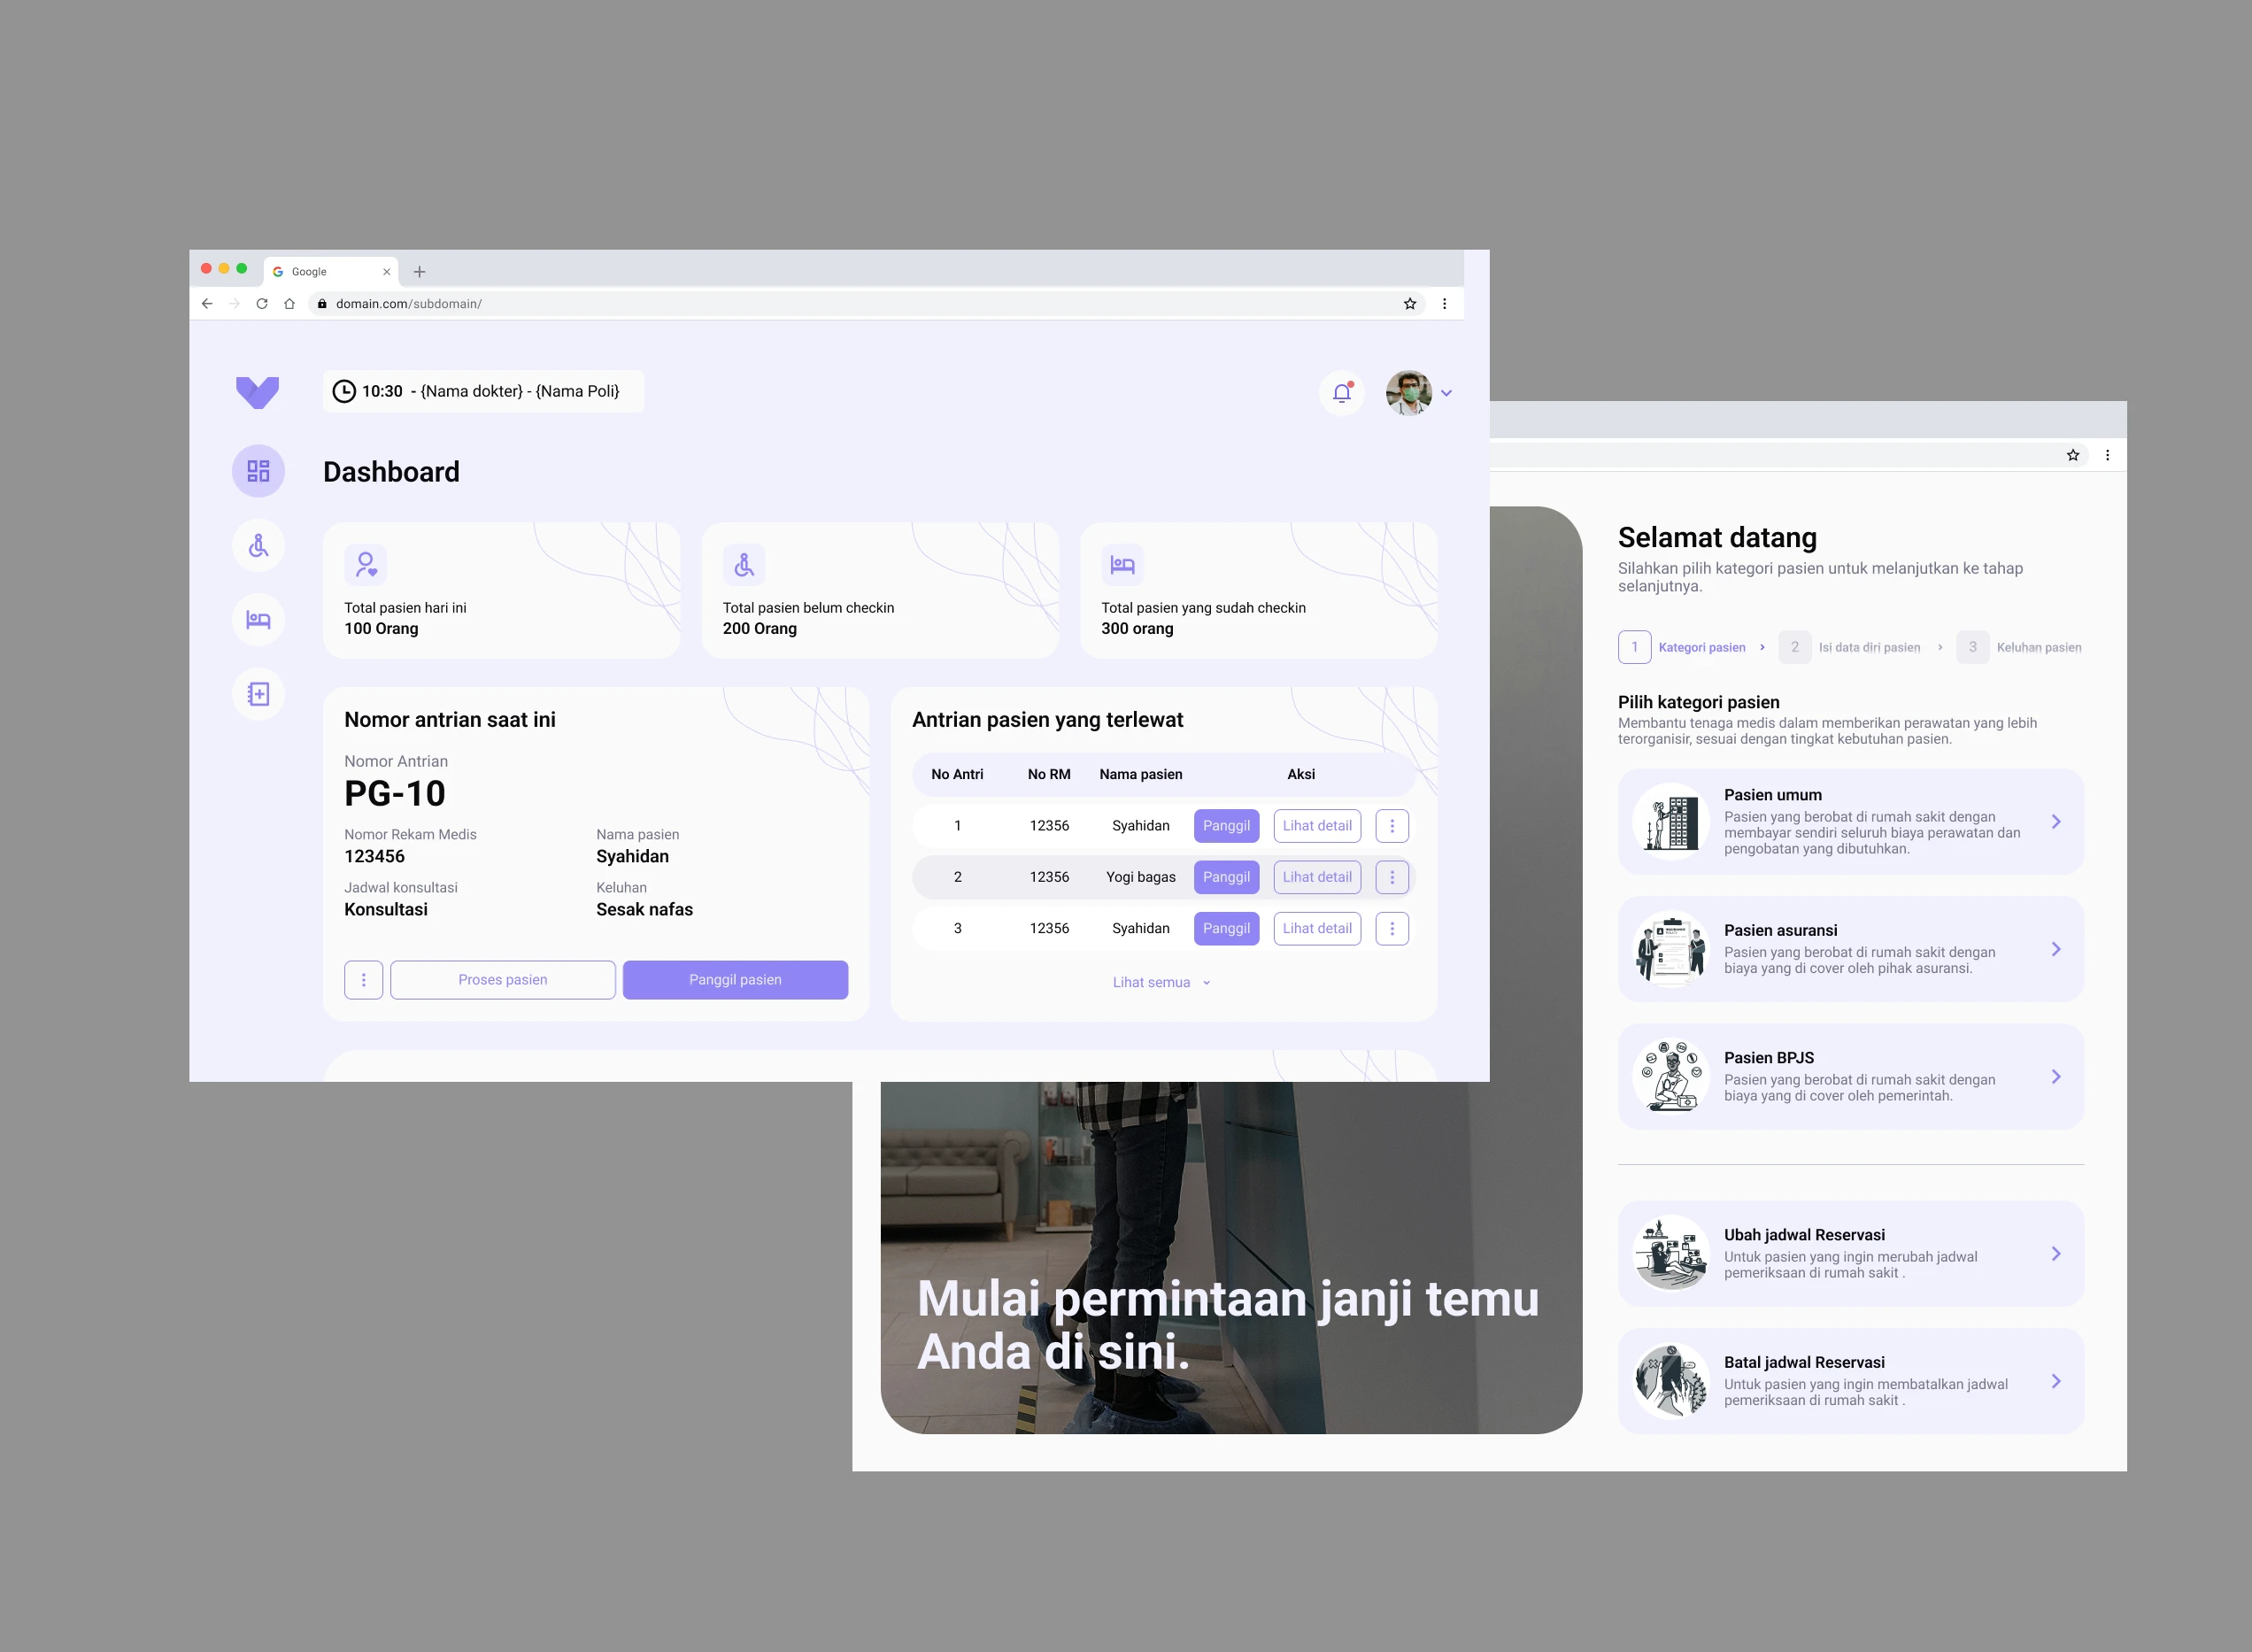 Google
domain.com/subdomain/
10:30 - {Nama dokter} - {Nama Poli}
Dashboard
Total pasien hari ini
100 Orang
Total pasien belum checkin
200 Orang
Total pasien yang sudah checkin
300 orang
Nomor antrian saat ini
Nomor Antrian
PG-10
Nomor Rekam Medis
123456
Nama pasien
Syahidan
Jadwal konsultasi
Konsultasi
Keluhan
Sesak nafas
Proses pasien
Panggil pasien
Antrian pasien yang terlewat
No Antri No RM Nama pasien Aksi
1 12356 Syahidan Panggil Lihat detail
2 12356 Yogi bagas Panggil Lihat detail
3 12356 Syahidan Panggil Lihat detail
Lihat semua
Mulai permintaan janji temu
Anda di sini.
Selamat datang
Silahkan pilih kategori pasien untuk melanjutkan ke tahap
selanjutnya.
1 Kategori pasien 2 Isi data diri pasien 3 Keluhan pasien
Pilih kategori pasien
Membantu tenaga medis dalam memberikan perawatan yang lebih
terorganisir, sesuai dengan tingkat kebutuhan pasien.
Pasien umum
Pasien yang berobat di rumah sakit dengan
membayar sendiri seluruh biaya perawatan dan
pengobatan yang dibutuhkan.
Pasien asuransi
Pasien yang berobat di rumah sakit dengan
biaya yang di cover oleh pihak asuransi.
Pasien BPJS
Pasien yang berobat di rumah sakit dengan
biaya yang di cover oleh pemerintah.
Ubah jadwal Reservasi
Untuk pasien yang ingin merubah jadwal
pemeriksaan di rumah sakit .
Batal jadwal Reservasi
Untuk pasien yang ingin membatalkan jadwal
pemeriksaan di rumah sakit .